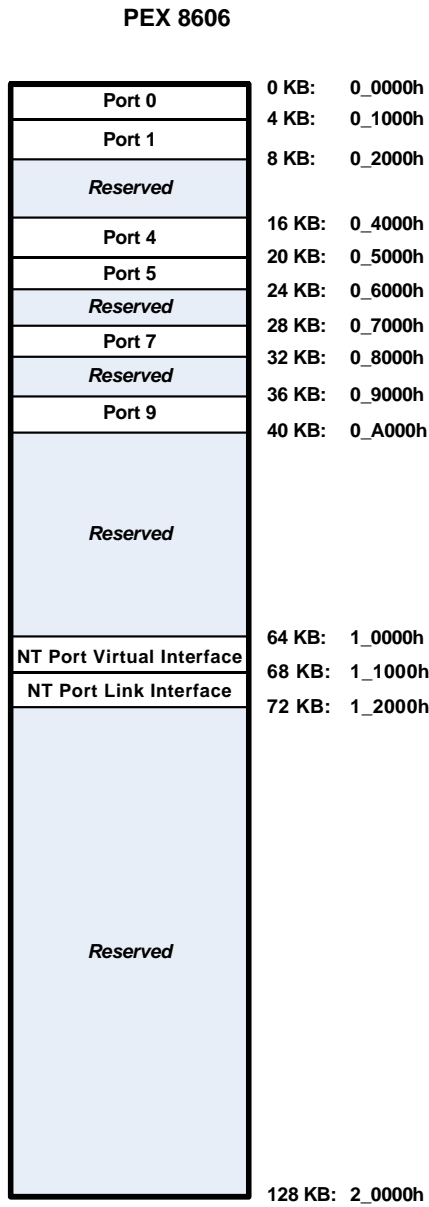 PEX 8606
0 KB: 0_0000h
Port 0
4 KB: 0_1000h
Port 1
8 KB: 0_2000h
Reserved
16 KB: 0_4000h
Port 4
20 KB: 0_5000h
Port 5
24 KB: 0_6000h
Reserved
28 KB: 0_7000h
Port 7
32 KB: 0_8000h
Reserved
36 KB: 0_9000h
Port 9
40 KB: 0_A000h
Reserved
64 KB: 1_0000h
NT Port Virtual Interface
68 KB: 1_1000h
NT Port Link Interface
72 KB: 1_2000h
Reserved
128 KB: 2_0000h